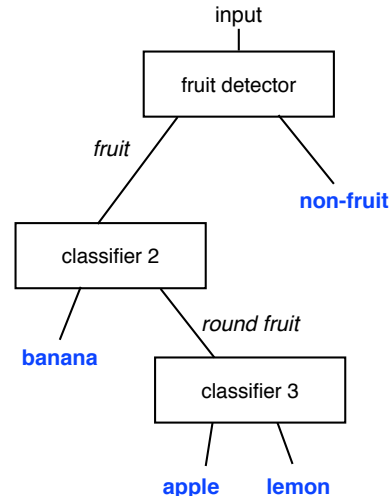 input
fruit detector
fruit
non-fruit
classifier 2
round fruit
banana
classifier 3
apple
lemon